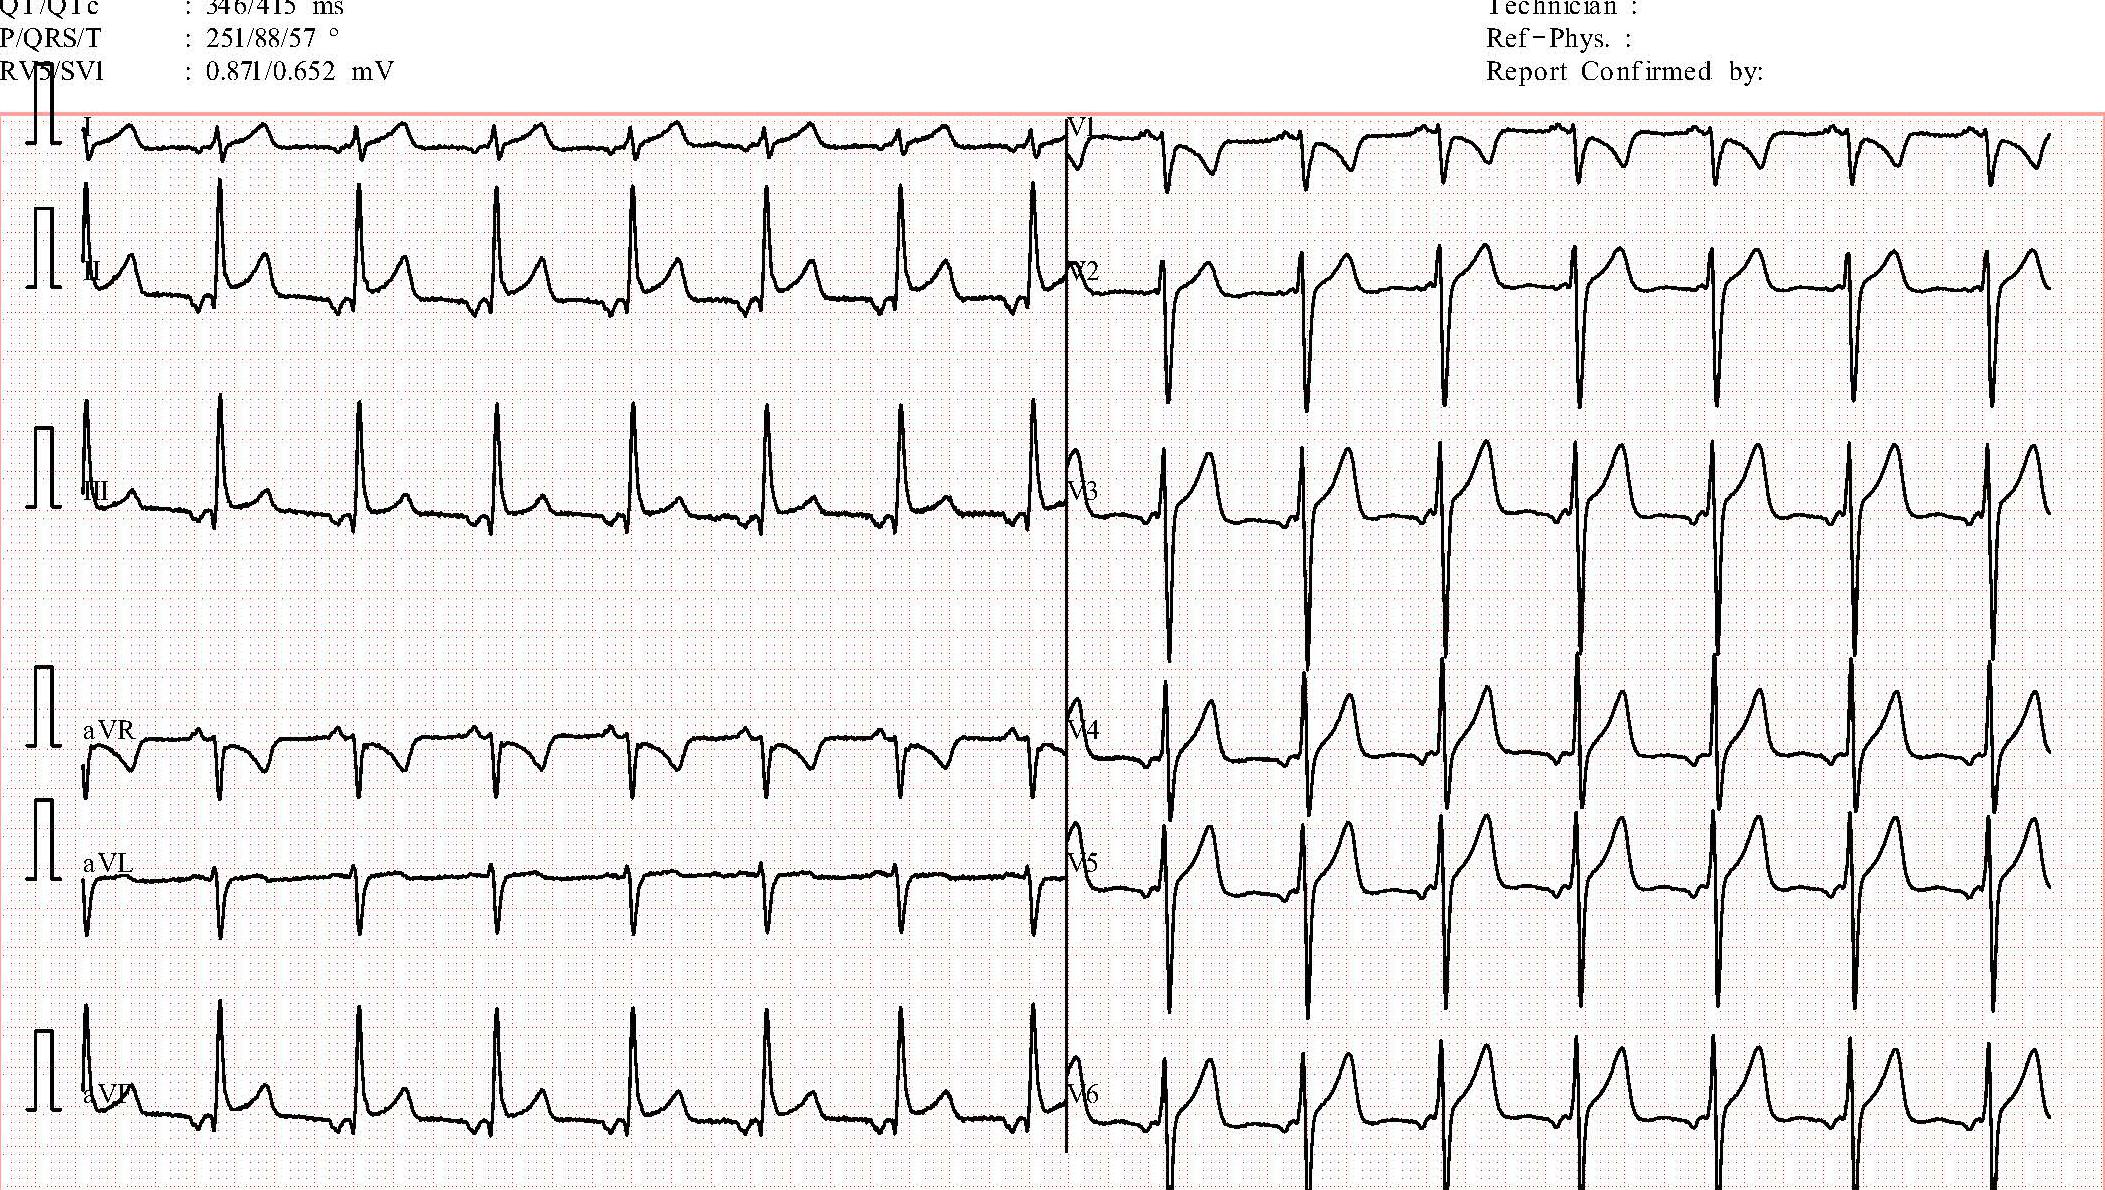 QT/QTc : 346/415 ms
P/QRS/T : 251/88/57 °
RV5/SV1 : 0.871/0.652 mV
Technician :
Ref-Phys. :
Report Confirmed by:
I
II
III
aVR
aVL
aVF
V1
V2
V3
V4
V5
V6